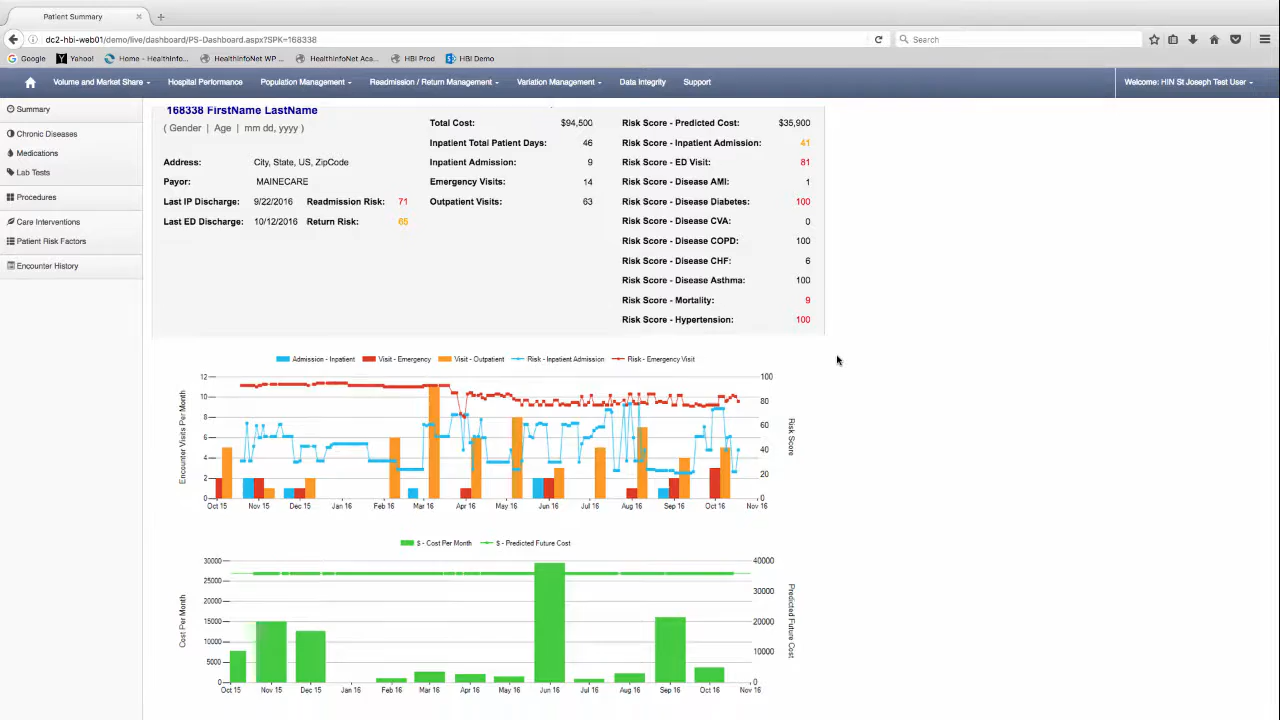 Patient Summary
dc2-hbi-web01/demo/live/dashboard/PS-Dashboard.aspx?SPK=168338
Search
Google Yahoo! Home - HealthInfo... HealthInfoNet WP ... HealthInfoNet Aca... HBI Prod HBI Demo
Volume and Market Share Hospital Performance Population Management Readmission / Return Management Variation Management Data Integrity Support Welcome: HIN St Joseph Test User
Summary
Chronic Diseases
Medications
Lab Tests
Procedures
Care Interventions
Patient Risk Factors
Encounter History
168338 FirstName LastName
( Gender | Age | mm dd, yyyy )
Address: City, State, US, ZipCode
Payor: MAINECARE
Last IP Discharge: 9/22/2016 Readmission Risk: 71
Last ED Discharge: 10/12/2016 Return Risk: 65
Total Cost: $94,500
Inpatient Total Patient Days: 46
Inpatient Admission: 9
Emergency Visits: 14
Outpatient Visits: 63
Risk Score - Predicted Cost: $35,900
Risk Score - Inpatient Admission: 41
Risk Score - ED Visit: 81
Risk Score - Disease AMI: 1
Risk Score - Disease Diabetes: 100
Risk Score - Disease CVA: 0
Risk Score - Disease COPD: 100
Risk Score - Disease CHF: 6
Risk Score - Disease Asthma: 100
Risk Score - Mortality: 9
Risk Score - Hypertension: 100
Admission - Inpatient Visit - Emergency Visit - Outpatient Risk - Inpatient Admission Risk - Emergency Visit
Encounter Visits Per Month
12
10
8
6
4
2
0
100
80
60
40
20
0
Risk Score
Oct 15 Nov 15 Dec 15 Jan 16 Feb 16 Mar 16 Apr 16 May 16 Jun 16 Jul 16 Aug 16 Sep 16 Oct 16 Nov 16
$ - Cost Per Month $ - Predicted Future Cost
Cost Per Month
30000
25000
20000
15000
10000
5000
0
40000
30000
20000
10000
0
Predicted Future Cost
Oct 15 Nov 15 Dec 15 Jan 16 Feb 16 Mar 16 Apr 16 May 16 Jun 16 Jul 16 Aug 16 Sep 16 Oct 16 Nov 16